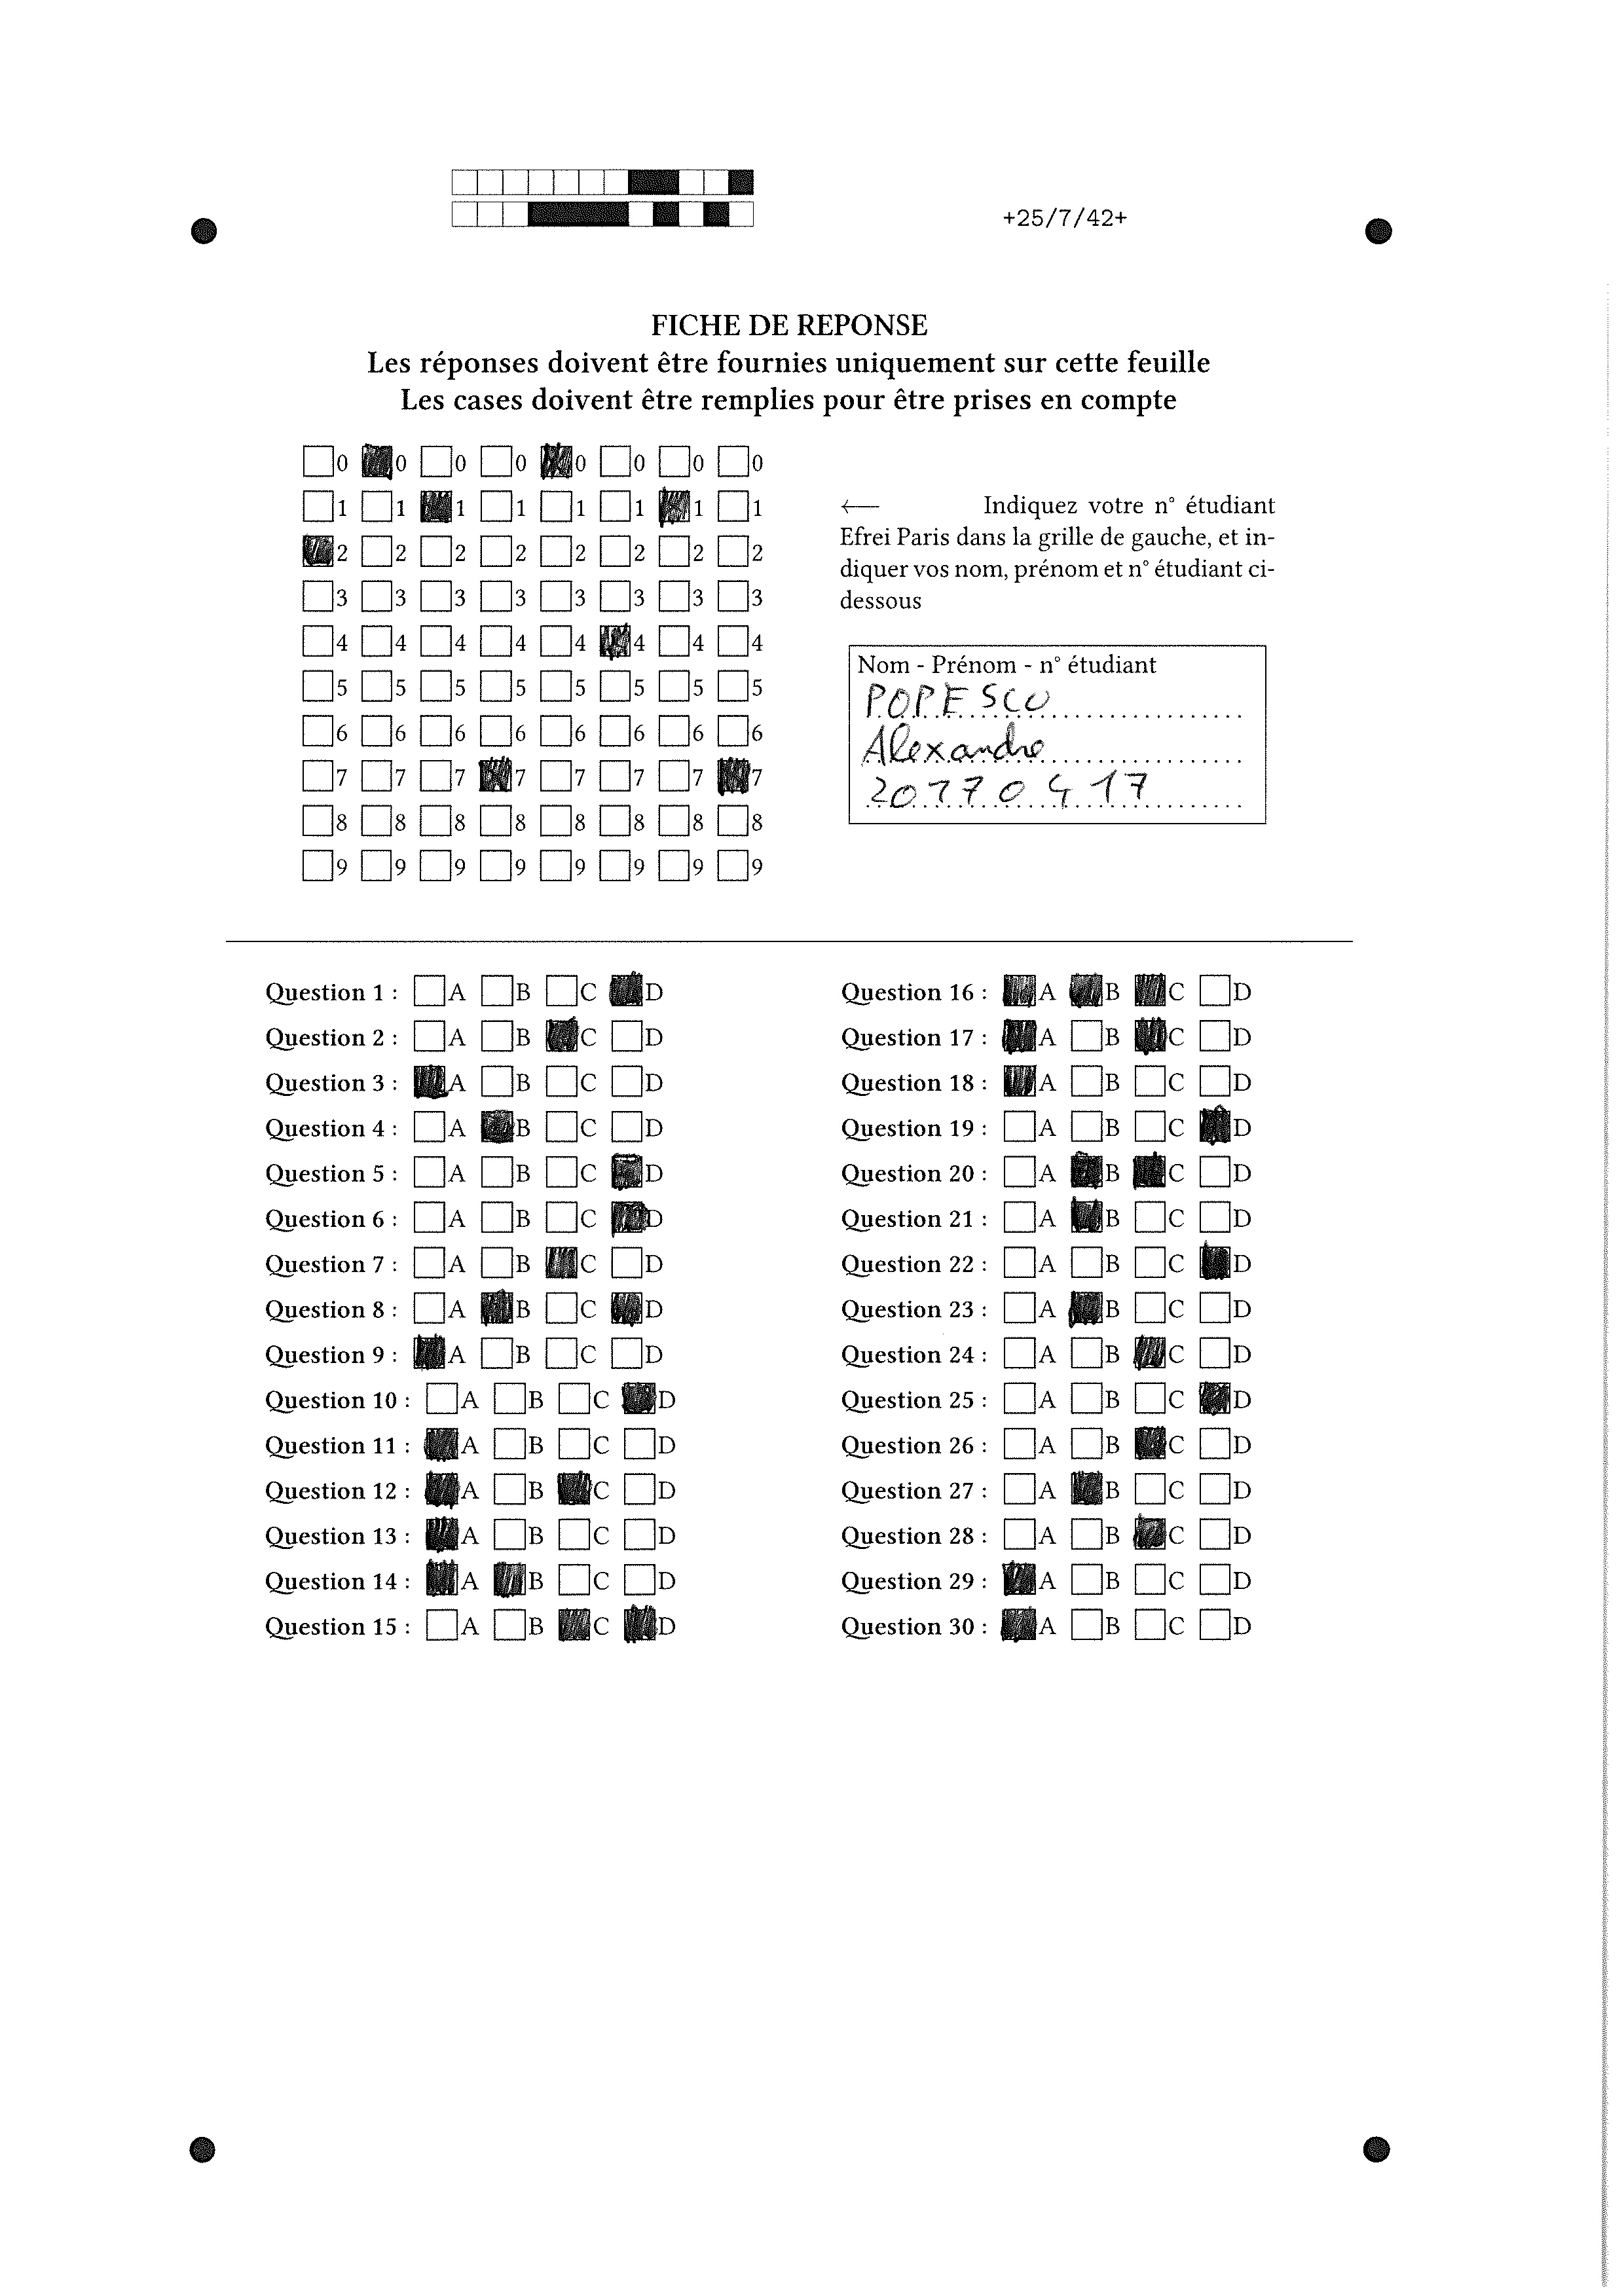 +25/7/42+
FICHE DE REPONSE
Les réponses doivent être fournies uniquement sur cette feuille
Les cases doivent être remplies pour être prises en compte
0 0 0 0 0 0 0 0
1 1 1 1 1 1 1 1
2 2 2 2 2 2 2 2
3 3 3 3 3 3 3 3
4 4 4 4 4 4 4 4
5 5 5 5 5 5 5 5
6 6 6 6 6 6 6 6
7 7 7 7 7 7 7 7
8 8 8 8 8 8 8 8
9 9 9 9 9 9 9 9
← Indiquez votre n° étudiant
Efrei Paris dans la grille de gauche, et in-
diquer vos nom, prénom et n° étudiant ci-
dessous
Nom - Prénom - n° étudiant
POPESCU
Alexandre
20170417
Question 1 : A B C D
Question 2 : A B C D
Question 3 : A B C D
Question 4 : A B C D
Question 5 : A B C D
Question 6 : A B C D
Question 7 : A B C D
Question 8 : A B C D
Question 9 : A B C D
Question 10 : A B C D
Question 11 : A B C D
Question 12 : A B C D
Question 13 : A B C D
Question 14 : A B C D
Question 15 : A B C D
Question 16 : A B C D
Question 17 : A B C D
Question 18 : A B C D
Question 19 : A B C D
Question 20 : A B C D
Question 21 : A B C D
Question 22 : A B C D
Question 23 : A B C D
Question 24 : A B C D
Question 25 : A B C D
Question 26 : A B C D
Question 27 : A B C D
Question 28 : A B C D
Question 29 : A B C D
Question 30 : A B C D